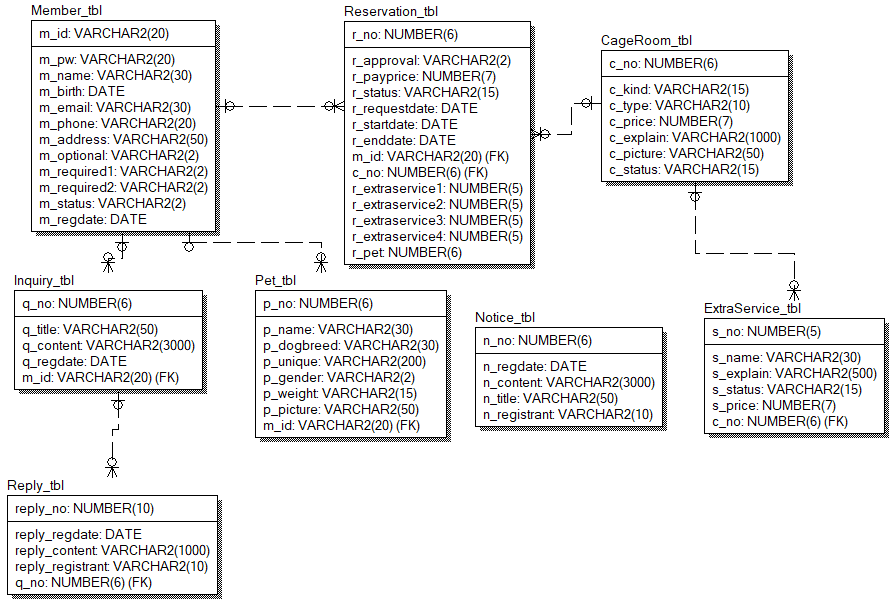 Member_tbl
m_id: VARCHAR2(20)
m_pw: VARCHAR2(20)
m_name: VARCHAR2(30)
m_birth: DATE
m_email: VARCHAR2(30)
m_phone: VARCHAR2(20)
m_address: VARCHAR2(50)
m_optional: VARCHAR2(2)
m_required1: VARCHAR2(2)
m_required2: VARCHAR2(2)
m_status: VARCHAR2(2)
m_regdate: DATE
Reservation_tbl
r_no: NUMBER(6)
r_approval: VARCHAR2(2)
r_payprice: NUMBER(7)
r_status: VARCHAR2(15)
r_requestdate: DATE
r_startdate: DATE
r_enddate: DATE
m_id: VARCHAR2(20) (FK)
c_no: NUMBER(6) (FK)
r_extraservice1: NUMBER(5)
r_extraservice2: NUMBER(5)
r_extraservice3: NUMBER(5)
r_extraservice4: NUMBER(5)
r_pet: NUMBER(6)
CageRoom_tbl
c_no: NUMBER(6)
c_kind: VARCHAR2(15)
c_type: VARCHAR2(10)
c_price: NUMBER(7)
c_explain: VARCHAR2(1000)
c_picture: VARCHAR2(50)
c_status: VARCHAR2(15)
Inquiry_tbl
q_no: NUMBER(6)
q_title: VARCHAR2(50)
q_content: VARCHAR2(3000)
q_regdate: DATE
m_id: VARCHAR2(20) (FK)
Pet_tbl
p_no: NUMBER(6)
p_name: VARCHAR2(30)
p_dogbreed: VARCHAR2(30)
p_unique: VARCHAR2(200)
p_gender: VARCHAR2(2)
p_weight: VARCHAR2(15)
p_picture: VARCHAR2(50)
m_id: VARCHAR2(20) (FK)
Notice_tbl
n_no: NUMBER(6)
n_regdate: DATE
n_content: VARCHAR2(3000)
n_title: VARCHAR2(50)
n_registrant: VARCHAR2(10)
ExtraService_tbl
s_no: NUMBER(5)
s_name: VARCHAR2(30)
s_explain: VARCHAR2(500)
s_status: VARCHAR2(15)
s_price: NUMBER(7)
c_no: NUMBER(6) (FK)
Reply_tbl
reply_no: NUMBER(10)
reply_regdate: DATE
reply_content: VARCHAR2(1000)
reply_registrant: VARCHAR2(10)
q_no: NUMBER(6) (FK)